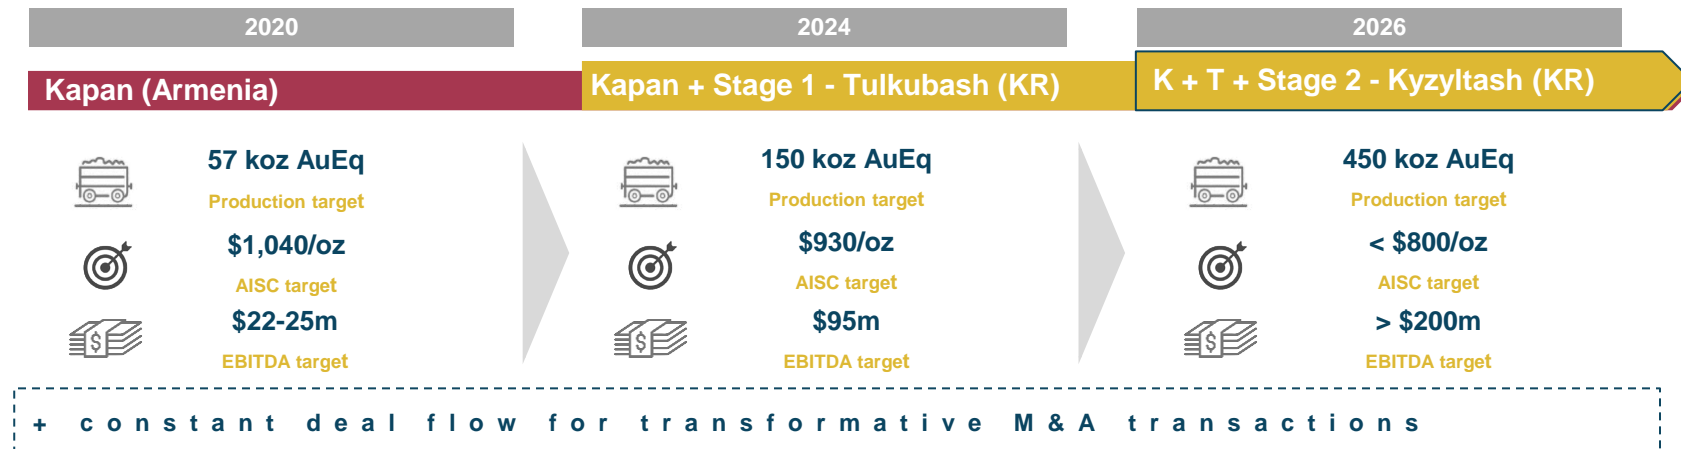 2020
2024
2026
Kapan (Armenia)
Kapan + Stage 1 - Tulkubash (KR)
K + T + Stage 2 - Kyzyltash (KR)
57 koz AuEq
150 koz AuEq
450 koz AuEq
Production target
Production target
Production target
$1,040/oz
$930/oz
< $800/oz
AISC target
AISC target
AISC target
$22-25m
$95m
> $200m
EBITDA target
EBITDA target
EBITDA target
$
$
$
+ constant deal flow for transformative M&A transactions